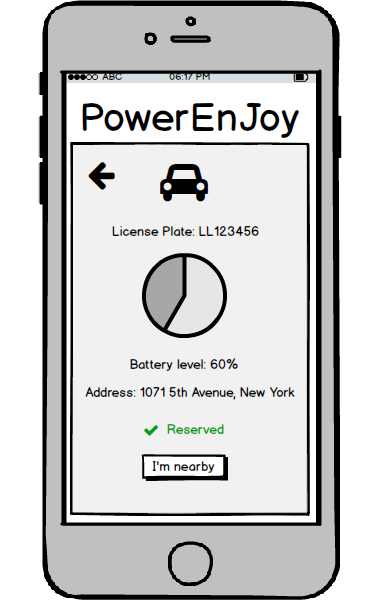 ABC 06:17 PM
PowerEnJoy
License Plate: LL123456
Battery level: 60%
Address: 1071 5th Avenue, New York
Reserved
I'm nearby